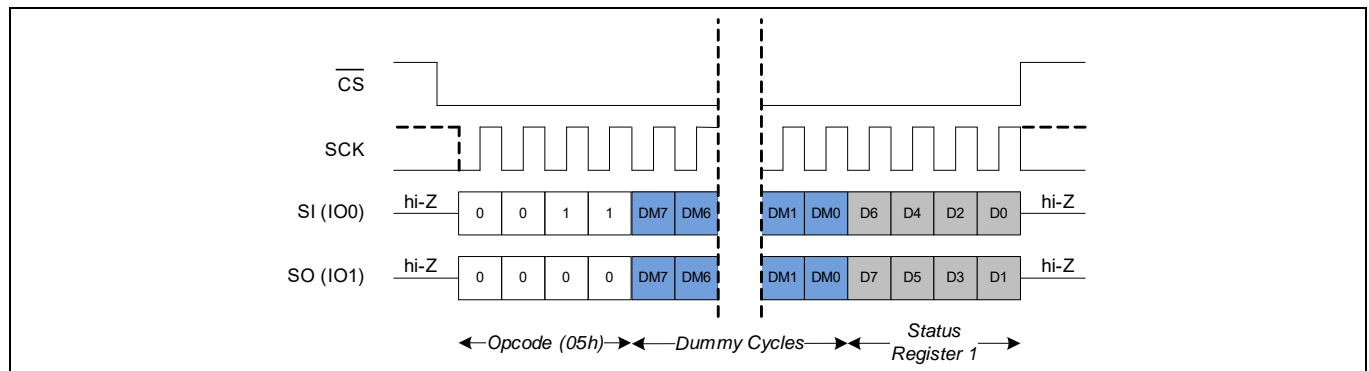 CS
SCK
SI (IO0) hi-Z 0 0 1 1 DM7 DM6 DM1 DM0 D6 D4 D2 D0 hi-Z
SO (IO1) hi-Z 0 0 0 0 DM7 DM6 DM1 DM0 D7 D5 D3 D1 hi-Z
Opcode (05h) Dummy Cycles Status
Register 1